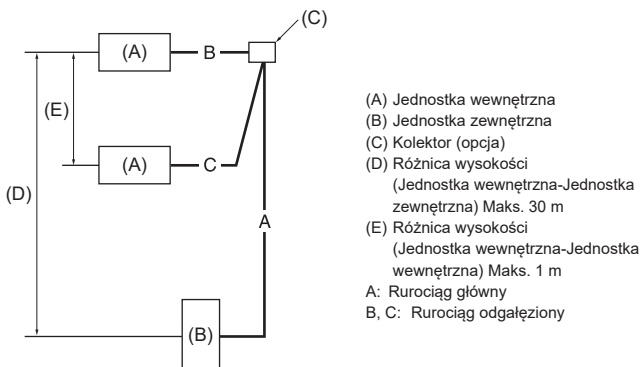 (C)
(A)
B
(E)
(A)
C
(D)
A
(B)
(A) Jednostka wewnętrzna
(B) Jednostka zewnętrzna
(C) Kolektor (opcja)
(D) Różnica wysokości
(Jednostka wewnętrzna-Jednostka
zewnętrzna) Maks. 30 m
(E) Różnica wysokości
(Jednostka wewnętrzna-Jednostka
wewnętrzna) Maks. 1 m
A: Rurociąg główny
B, C: Rurociąg odgałęziony